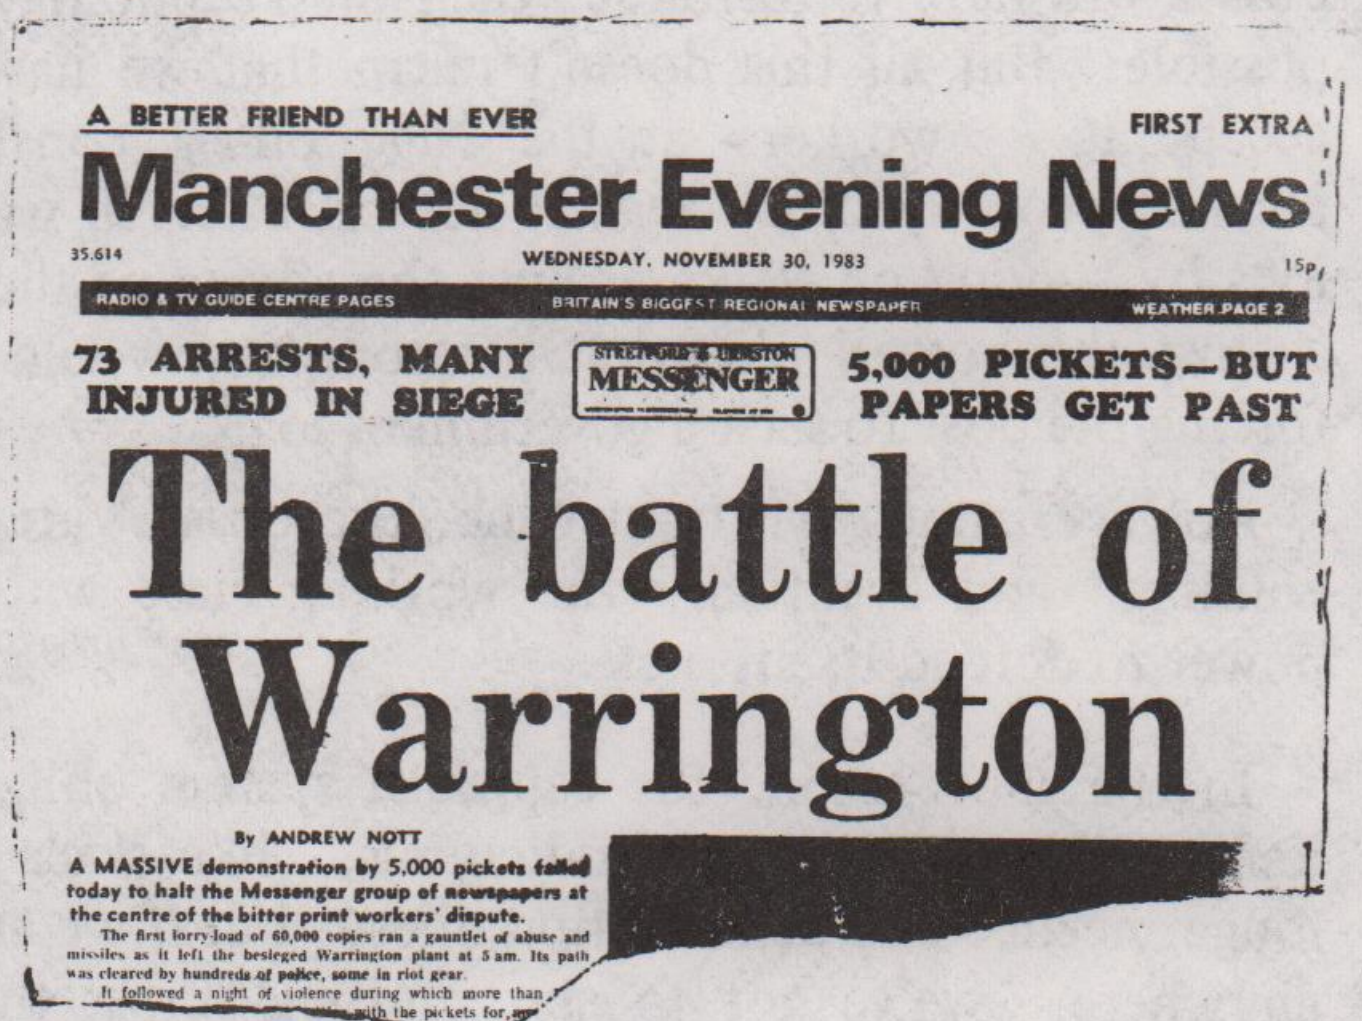 A BETTER FRIEND THAN EVER
FIRST EXTRA
Manchester Evening News
35.614
WEDNESDAY, NOVEMBER 30, 1983
15p
RADIO & TV GUIDE CENTRE PAGES
BRITAIN'S BIGGEST REGIONAL NEWSPAPER
WEATHER PAGE 2
73 ARRESTS, MANY
INJURED IN SIEGE
STRETFORD & URMSTON
MESSENGER
5,000 PICKETS—BUT
PAPERS GET PAST
The battle of
Warrington
By ANDREW NOTT
A MASSIVE demonstration by 5,000 pickets failed
today to halt the Messenger group of newspapers at
the centre of the bitter print workers' dispute.
The first lorry-load of 60,000 copies ran a gauntlet of abuse and
missiles as it left the besieged Warrington plant at 5 am. Its path
was cleared by hundreds of police, some in riot gear.
It followed a night of violence during which more than
with the pickets for